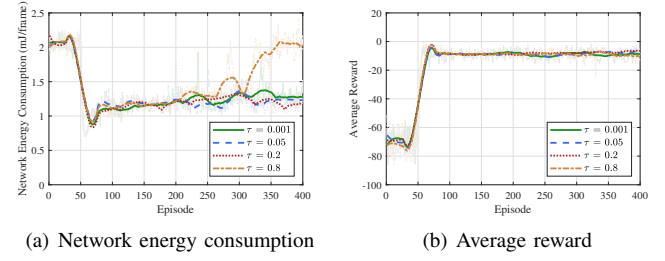 Network Energy Consumption (mJ/frame)
2.5
2
1.5
1
0.5
0
0 50 100 150 200 250 300 350 400
Episode
τ = 0.001
τ = 0.05
τ = 0.2
τ = 0.8
(a) Network energy consumption
Average Reward
20
0
-20
-40
-60
-80
-100
0 50 100 150 200 250 300 350 400
Episode
τ = 0.001
τ = 0.05
τ = 0.2
τ = 0.8
(b) Average reward